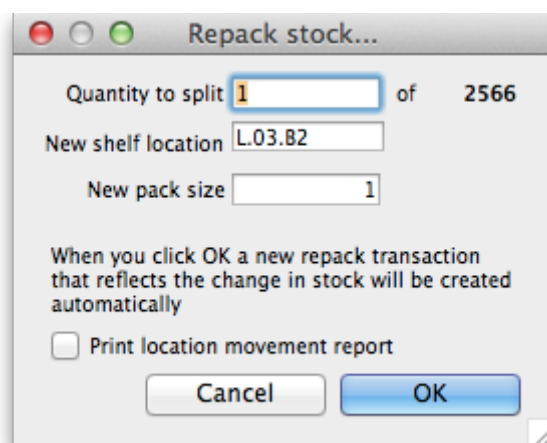 Repack stock...
Quantity to split 1 of 2566
New shelf location L.03.B2
New pack size 1
When you click OK a new repack transaction
that reflects the change in stock will be created
automatically
Print location movement report
Cancel OK